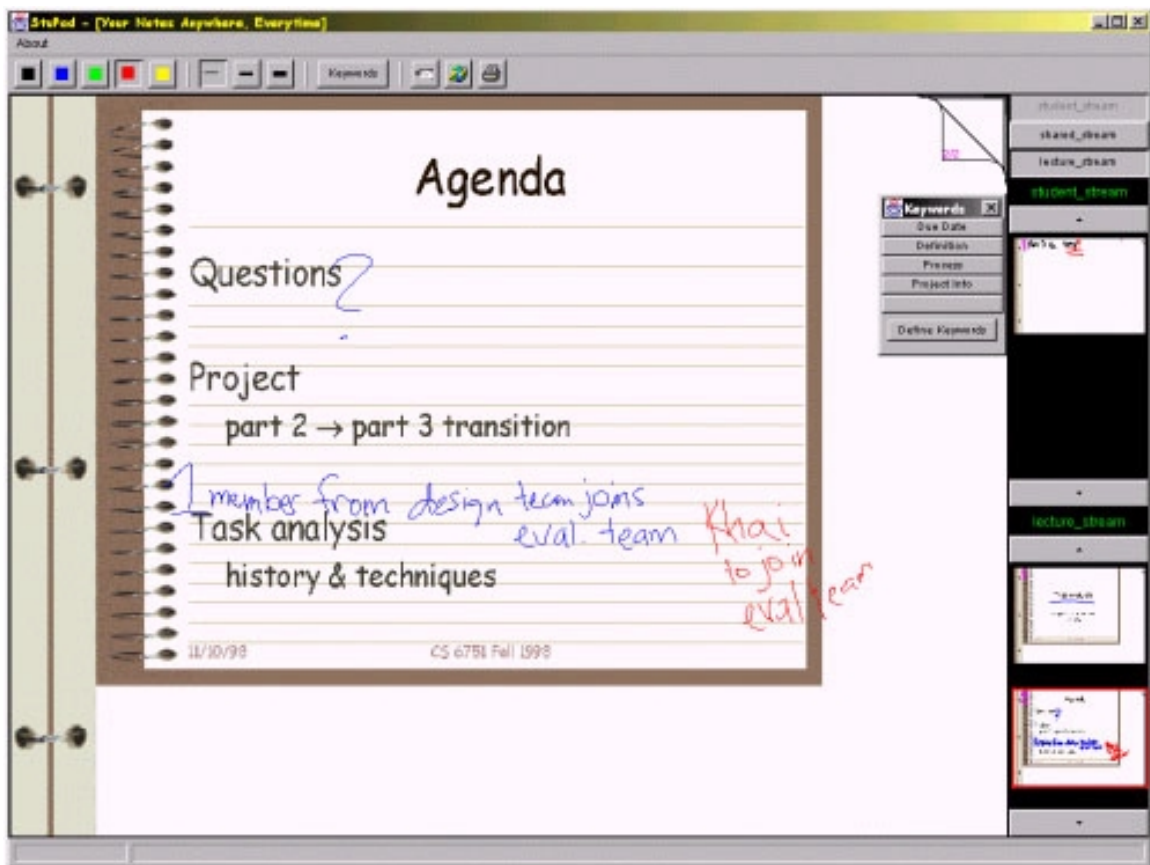 StuPad - [Your Notes Anywhere, Everytime]
About
Keywords
Agenda
Questions?
Project
part 2 → part 3 transition
1 member from design team joins
eval. team
Task analysis
history & techniques
Khai
to join
eval team
11/10/98
CS 6751 Fall 1998
Keywords
Due Date
Definition
Process
Project Info
Define Keywords
student_stream
shared_stream
lecture_stream
student_stream
lecture_stream
Agenda